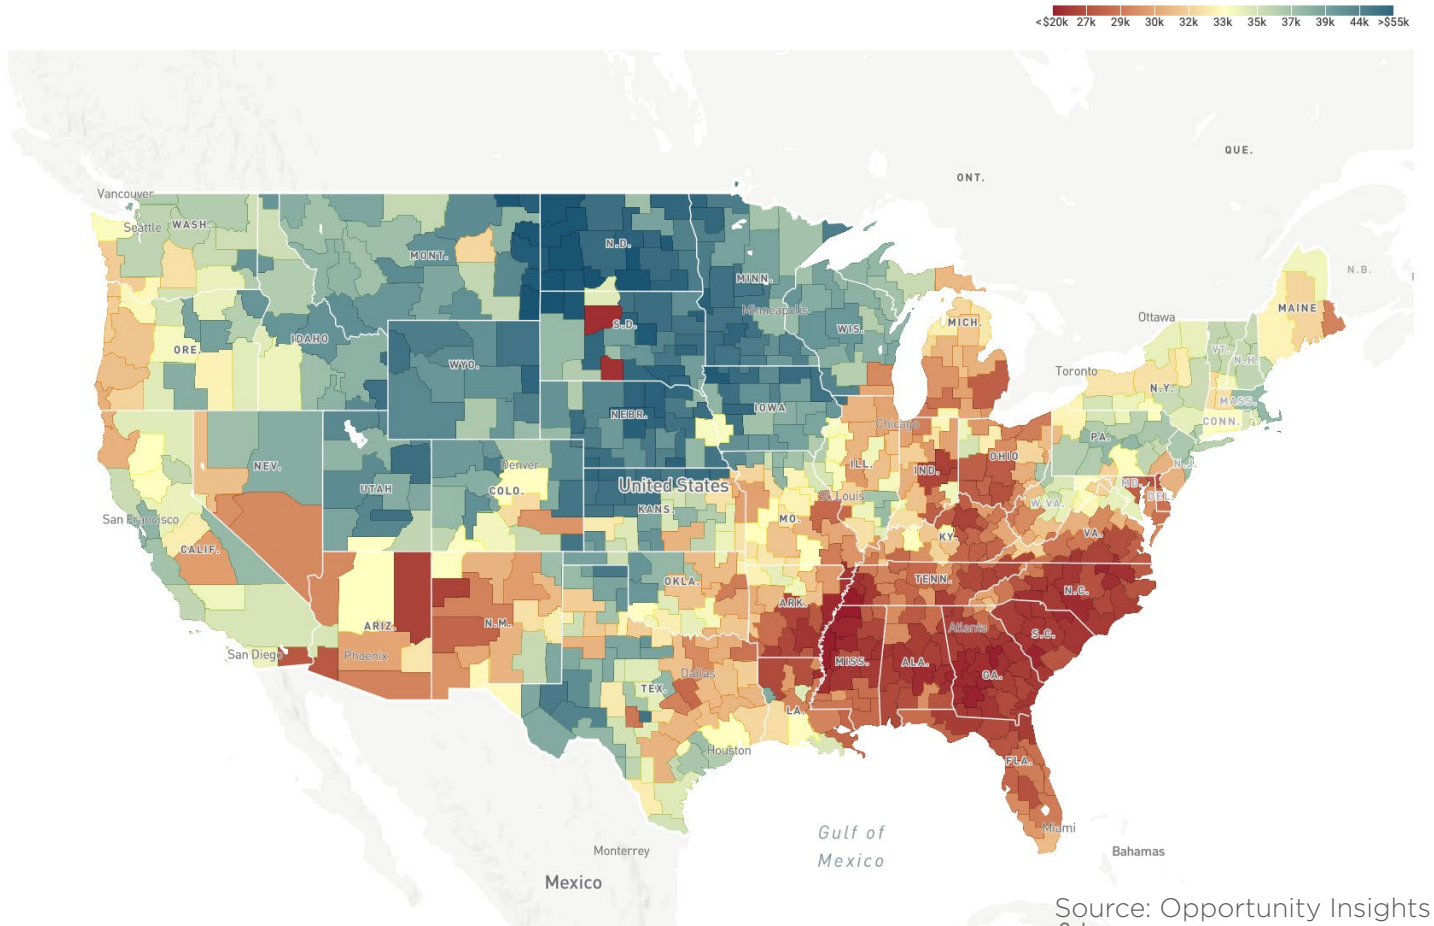 <$20k 27k 29k 30k 32k 33k 35k 37k 39k 44k >$55k
QUE.
ONT.
Vancouver
Seattle
WASH.
MONT.
N.D.
MINN.
N.B.
Minneapolis
S.D.
WIS.
MICH.
Ottawa
MAINE
IDAHO
ORE.
WYO.
VT.
N.H.
Toronto
N.Y.
MASS.
CONN.
NEBR.
IOWA
Chicago
PA.
NEV.
UTAH
Denver
COLO.
United States
KANS.
ILL.
IND.
OHIO
N.J.
MD.
DEL.
W.VA.
St. Louis
MO.
San Francisco
CALIF.
KY.
VA.
OKLA.
TENN.
ARK.
N.C.
ARIZ.
N.M.
Atlanta
S.C.
San Diego
Phoenix
Dallas
MISS.
ALA.
GA.
TEX.
LA.
Houston
FLA.
Miami
Gulf of
Mexico
Monterrey
Mexico
Bahamas
Source: Opportunity Insights